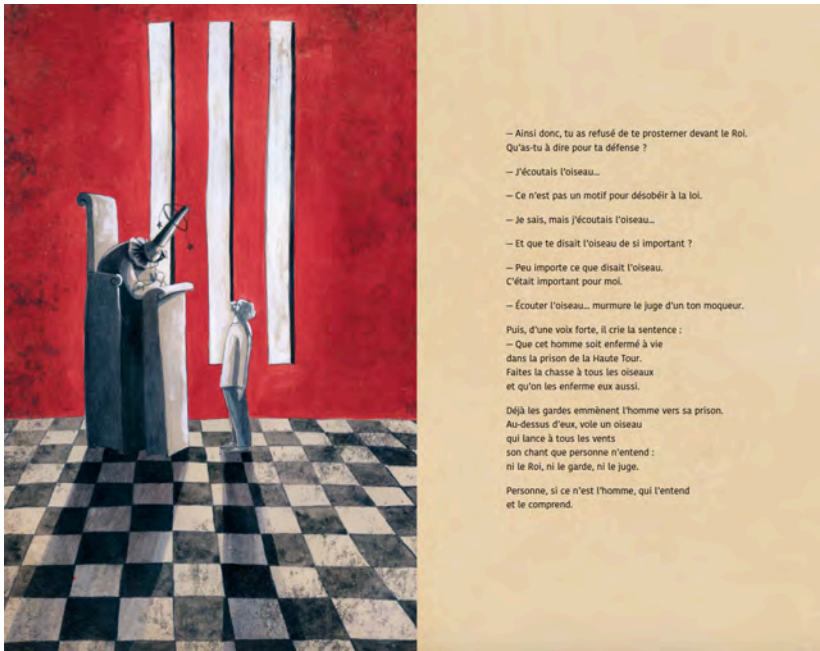 — Ainsi donc, tu as refusé de te prosterner devant le Roi.
Qu'as-tu à dire pour ta défense ?
— J'écoutais l'oiseau…
— Ce n'est pas un motif pour désobéir à la loi.
— Je sais, mais j'écoutais l'oiseau…
— Et que te disait l'oiseau de si important ?
— Peu importe ce que disait l'oiseau.
C'était important pour moi.
— Écouter l'oiseau… murmure le juge d'un ton moqueur.
Puis, d'une voix forte, il crie la sentence :
— Que cet homme soit enfermé à vie
dans la prison de la Haute Tour.
Faites la chasse à tous les oiseaux
et qu'on les enferme eux aussi.
Déjà les gardes emmènent l'homme vers sa prison.
Au-dessus d'eux, vole un oiseau
qui lance à tous les vents
son chant que personne n'entend :
ni le Roi, ni le garde, ni le juge.
Personne, si ce n'est l'homme, qui l'entend
et le comprend.